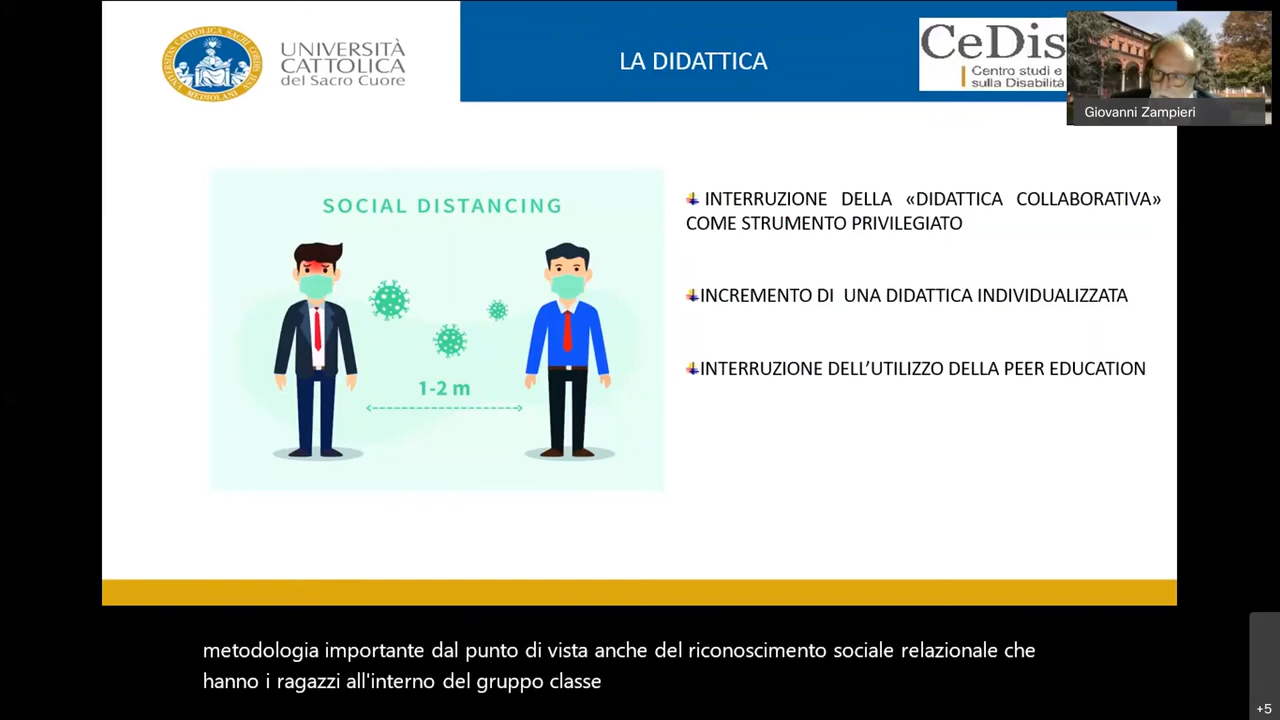 UNIVERSITÀ
CATTOLICA
del Sacro Cuore
LA DIDATTICA
CeDis
Centro studi e
sulla Disabilità
Giovanni Zampieri
SOCIAL DISTANCING
1-2 m
INTERRUZIONE DELLA «DIDATTICA COLLABORATIVA»
COME STRUMENTO PRIVILEGIATO
INCREMENTO DI UNA DIDATTICA INDIVIDUALIZZATA
INTERRUZIONE DELL’UTILIZZO DELLA PEER EDUCATION
metodologia importante dal punto di vista anche del riconoscimento sociale relazionale che
hanno i ragazzi all'interno del gruppo classe
+5